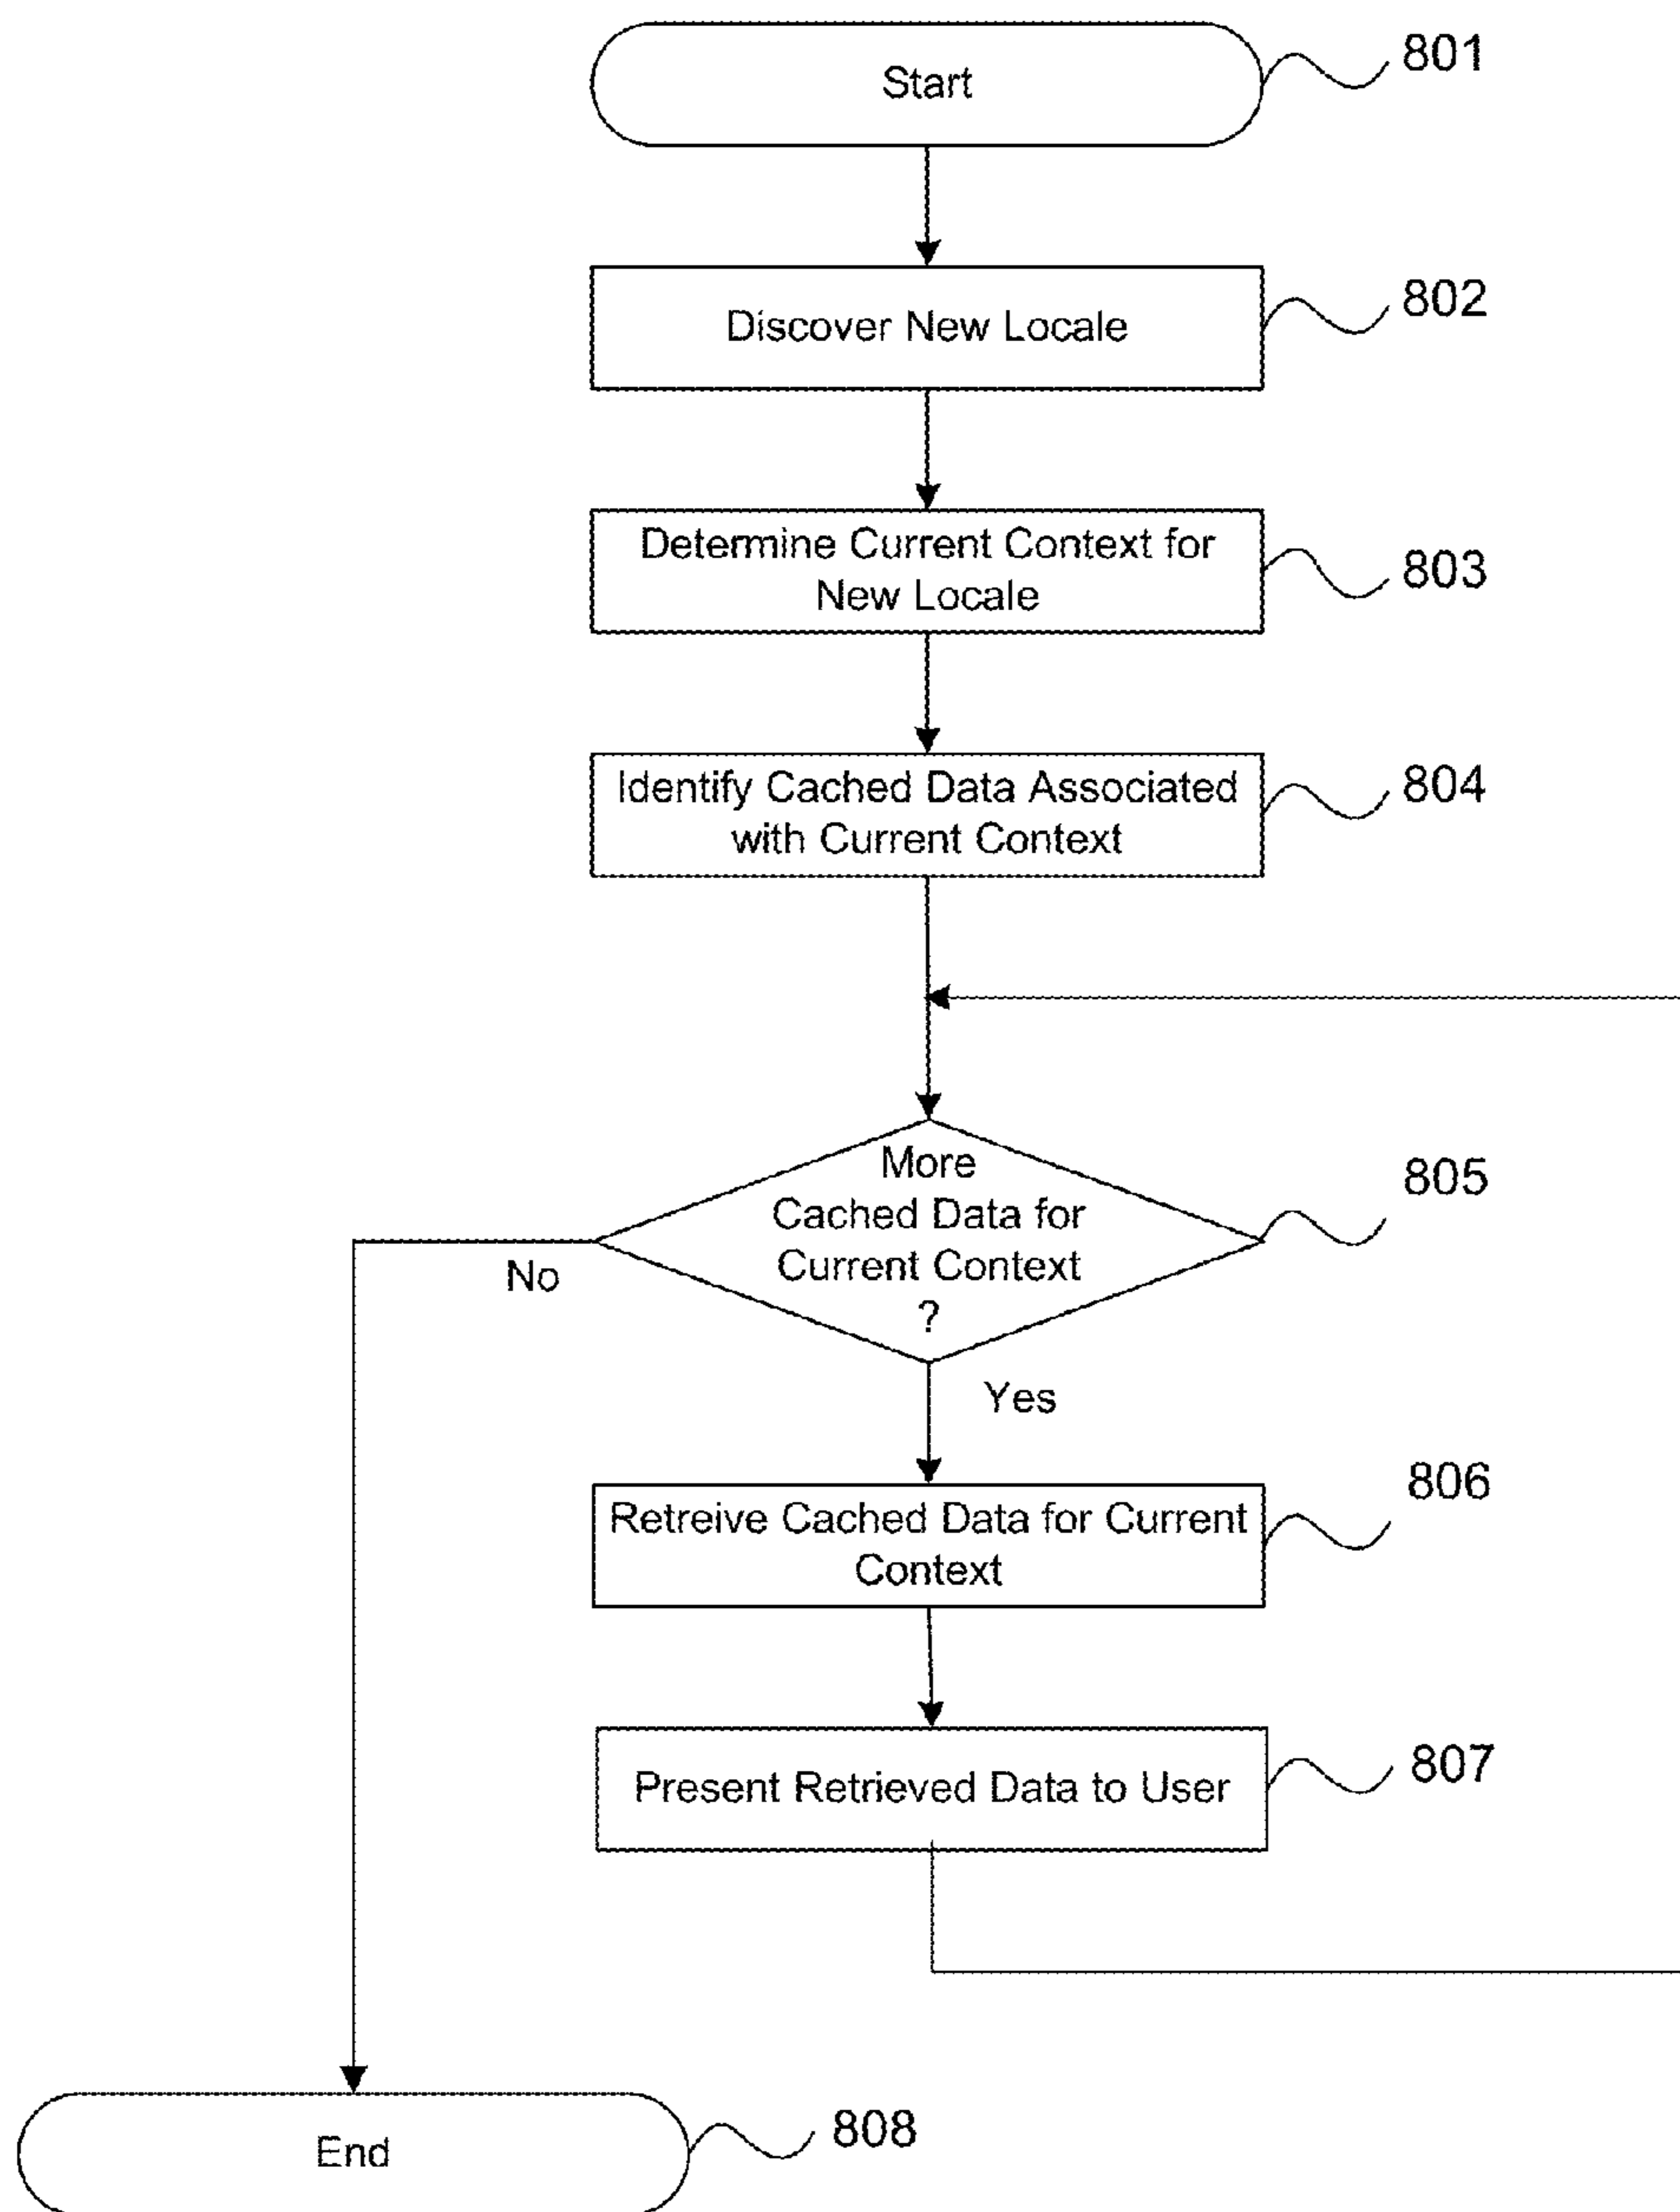 Start
801
Discover New Locale
802
Determine Current Context for
New Locale
803
Identify Cached Data Associated
with Current Context
804
More
Cached Data for
Current Context
?
805
No
Yes
Retreive Cached Data for Current
Context
806
Present Retrieved Data to User
807
End
808